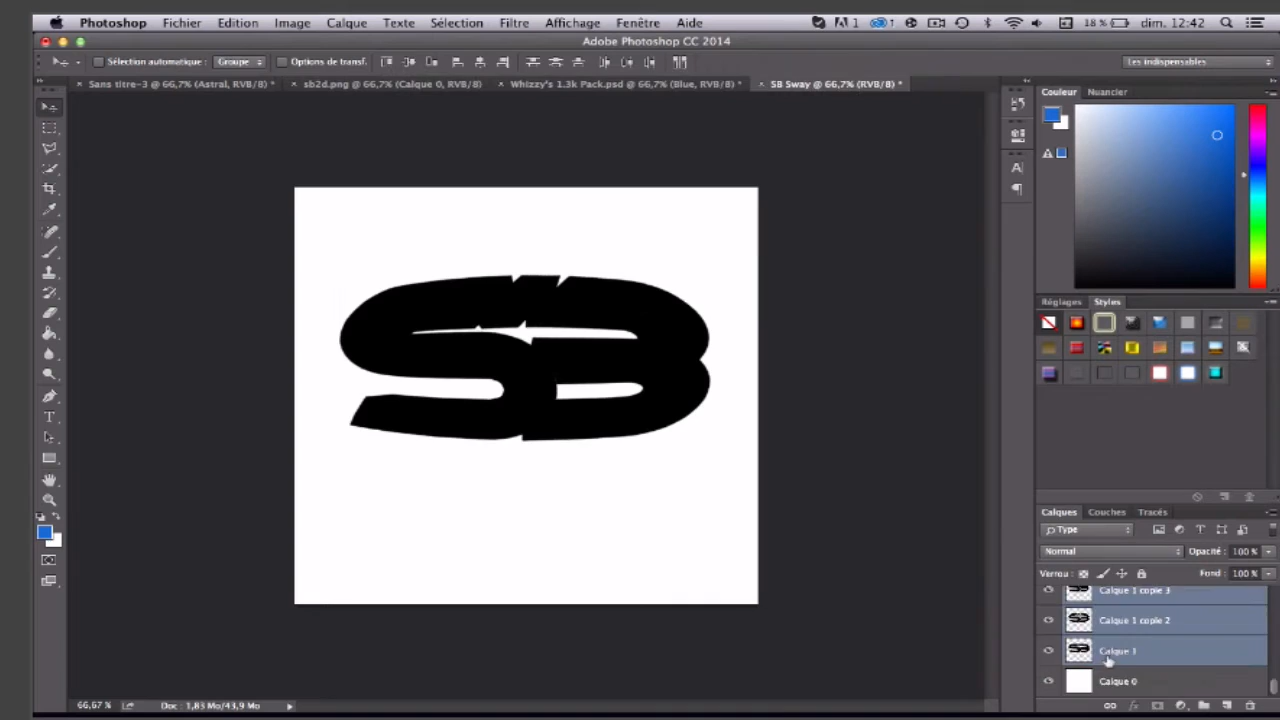 Photoshop Fichier Edition Image Calque Texte Sélection Filtre Affichage Fenêtre Aide 1 1 18 % dim. 12:42
Adobe Photoshop CC 2014
Sélection automatique : Groupe Options de transf. Les indispensables
× Sans titre-3 @ 66,7% (Astral, RVB/8) * × sb2d.png @ 66,7% (Calque 0, RVB/8) × Whizzy's 1.3k Pack.psd @ 66,7% (Blue, RVB/8) * × SB Sway @ 66,7% (RVB/8) *
Couleur Nuancier
SB
Réglages Styles
Calques Couches Tracés
Type
Normal Opacité : 100 %
Verrou : Fond : 100 %
Calque 1 copie 3
Calque 1 copie 2
Calque 1
Calque 0
66,67 % Doc : 1,83 Mo/43,9 Mo